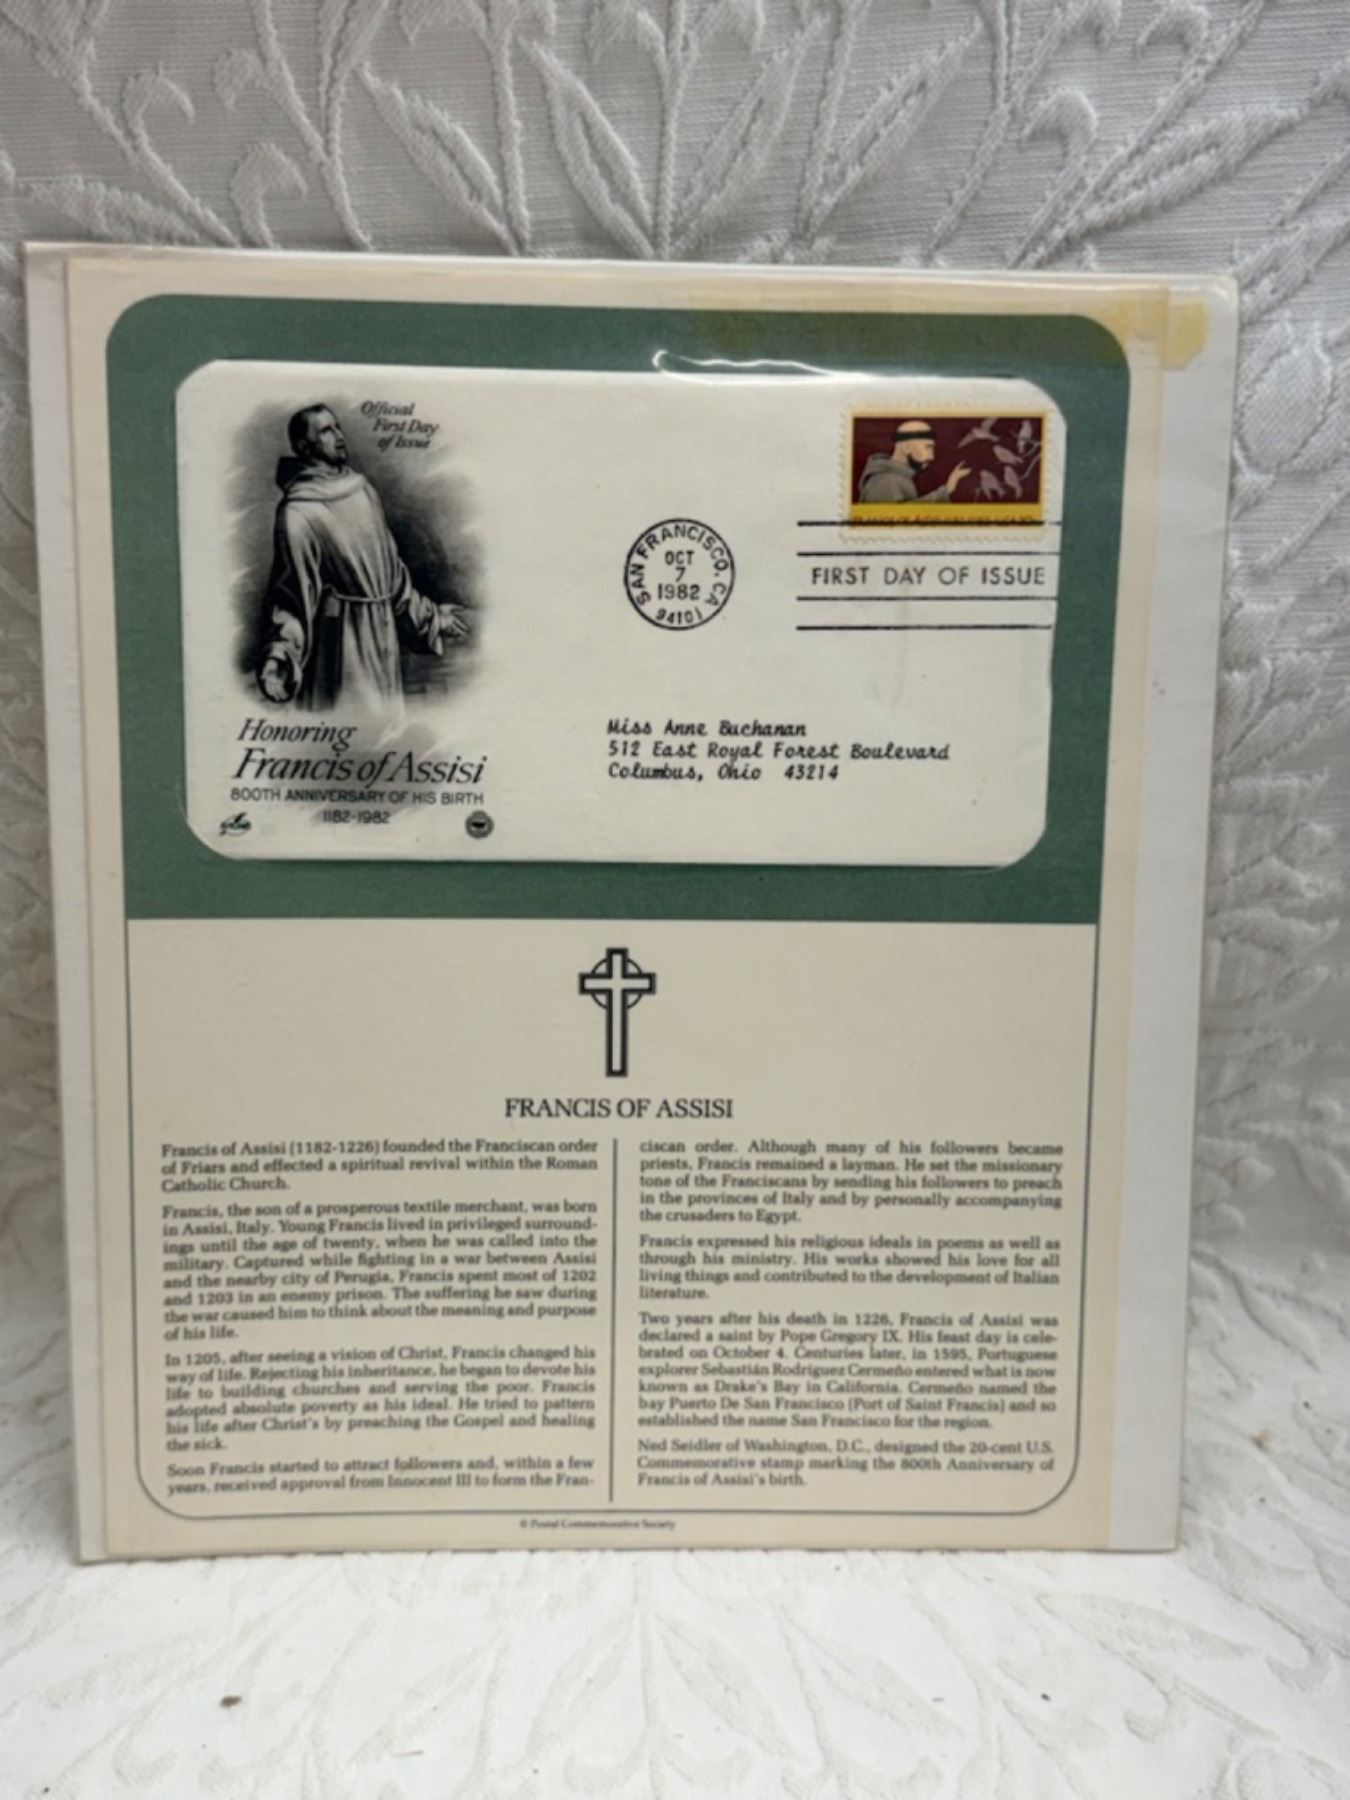 Official
First Day
of Issue
SAN FRANCISCO, CA
OCT
7
1982
94101
FIRST DAY OF ISSUE
Miss Anne Buchanan
512 East Royal Forest Boulevard
Columbus, Ohio 43214
Honoring
Francis of Assisi
800TH ANNIVERSARY OF HIS BIRTH
1182-1982
FRANCIS OF ASSISI
Francis of Assisi (1182-1226) founded the Franciscan order
of Friars and effected a spiritual revival within the Roman
Catholic Church.
Francis, the son of a prosperous textile merchant, was born
in Assisi, Italy. Young Francis lived in privileged surround-
ings until the age of twenty, when he was called into the
military. Captured while fighting in a war between Assisi
and the nearby city of Perugia, Francis spent most of 1202
and 1203 in an enemy prison. The suffering he saw during
the war caused him to think about the meaning and purpose
of his life.
In 1205, after seeing a vision of Christ, Francis changed his
way of life. Rejecting his inheritance, he began to devote his
life to building churches and serving the poor. Francis
adopted absolute poverty as his ideal. He tried to pattern
his life after Christ's by preaching the Gospel and healing
the sick.
Soon Francis started to attract followers and, within a few
years, received approval from Innocent III to form the Fran-
ciscan order. Although many of his followers became
priests, Francis remained a layman. He set the missionary
tone of the Franciscans by sending his followers to preach
in the provinces of Italy and by personally accompanying
the crusaders to Egypt.
Francis expressed his religious ideals in poems as well as
through his ministry. His works showed his love for all
living things and contributed to the development of Italian
literature.
Two years after his death in 1226, Francis of Assisi was
declared a saint by Pope Gregory IX. His feast day is cele-
brated on October 4. Centuries later, in 1595, Portuguese
explorer Sebastián Rodríguez Cermeño entered what is now
known as Drake's Bay in California. Cermeño named the
bay Puerto De San Francisco (Port of Saint Francis) and so
established the name San Francisco for the region.
Ned Seidler of Washington, D.C., designed the 20-cent U.S.
Commemorative stamp marking the 800th Anniversary of
Francis of Assisi's birth.
© Postal Commemorative Society